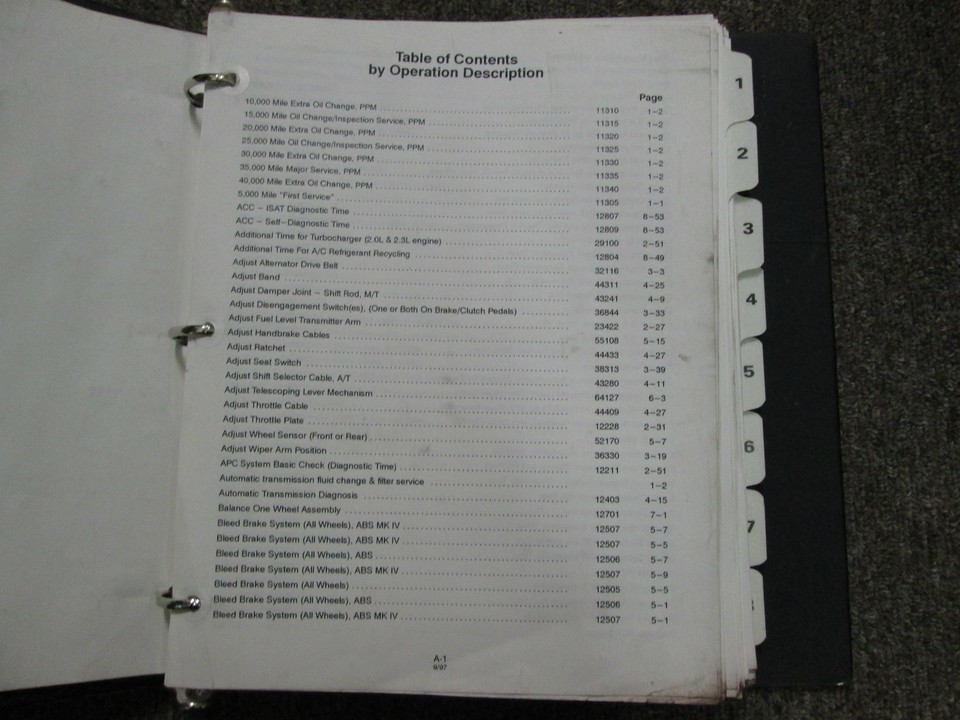 Table of Contents
by Operation Description
Page
10,000 Mile Extra Oil Change, PPM 11310 1-2
15,000 Mile Oil Change/Inspection Service, PPM 11315 1-2
20,000 Mile Extra Oil Change, PPM 11320 1-2
25,000 Mile Oil Change/Inspection Service, PPM 11325 1-2
30,000 Mile Extra Oil Change, PPM 11330 1-2
35,000 Mile Major Service, PPM 11335 1-2
40,000 Mile Extra Oil Change, PPM 11340 1-2
5,000 Mile "First Service" 11305 1-1
ACC - ISAT Diagnostic Time 12807 8-53
ACC - Self-Diagnostic Time 12809 8-53
Additional Time for Turbocharger (2.0L & 2.3L engine) 29100 2-51
Additional Time For A/C Refrigerant Recycling 12804 8-49
Adjust Alternator Drive Belt 32116 3-3
Adjust Band 44311 4-25
Adjust Damper Joint - Shift Rod, M/T 43241 4-9
Adjust Disengagement Switch(es), (One or Both On Brake/Clutch Pedals) 36844 3-33
Adjust Fuel Level Transmitter Arm 23422 2-27
Adjust Handbrake Cables 55108 5-15
Adjust Ratchet 44433 4-27
Adjust Seat Switch 38313 3-39
Adjust Shift Selector Cable, A/T 43280 4-11
Adjust Telescoping Lever Mechanism 64127 6-3
Adjust Throttle Cable 44409 4-27
Adjust Throttle Plate 12228 2-31
Adjust Wheel Sensor (Front or Rear) 52170 5-7
Adjust Wiper Arm Position 36330 3-19
APC System Basic Check (Diagnostic Time) 12211 2-51
Automatic transmission fluid change & filter service 1-2
Automatic Transmission Diagnosis 12403 4-15
Balance One Wheel Assembly 12701 7-1
Bleed Brake System (All Wheels), ABS MK IV 12507 5-7
Bleed Brake System (All Wheels), ABS MK IV 12507 5-5
Bleed Brake System (All Wheels), ABS 12506 5-7
Bleed Brake System (All Wheels), ABS MK IV 12507 5-9
Bleed Brake System (All Wheels) 12505 5-5
Bleed Brake System (All Wheels), ABS 12506 5-1
Bleed Brake System (All Wheels), ABS MK IV 12507 5-1
A-1
9/97
1
2
3
4
5
6
7